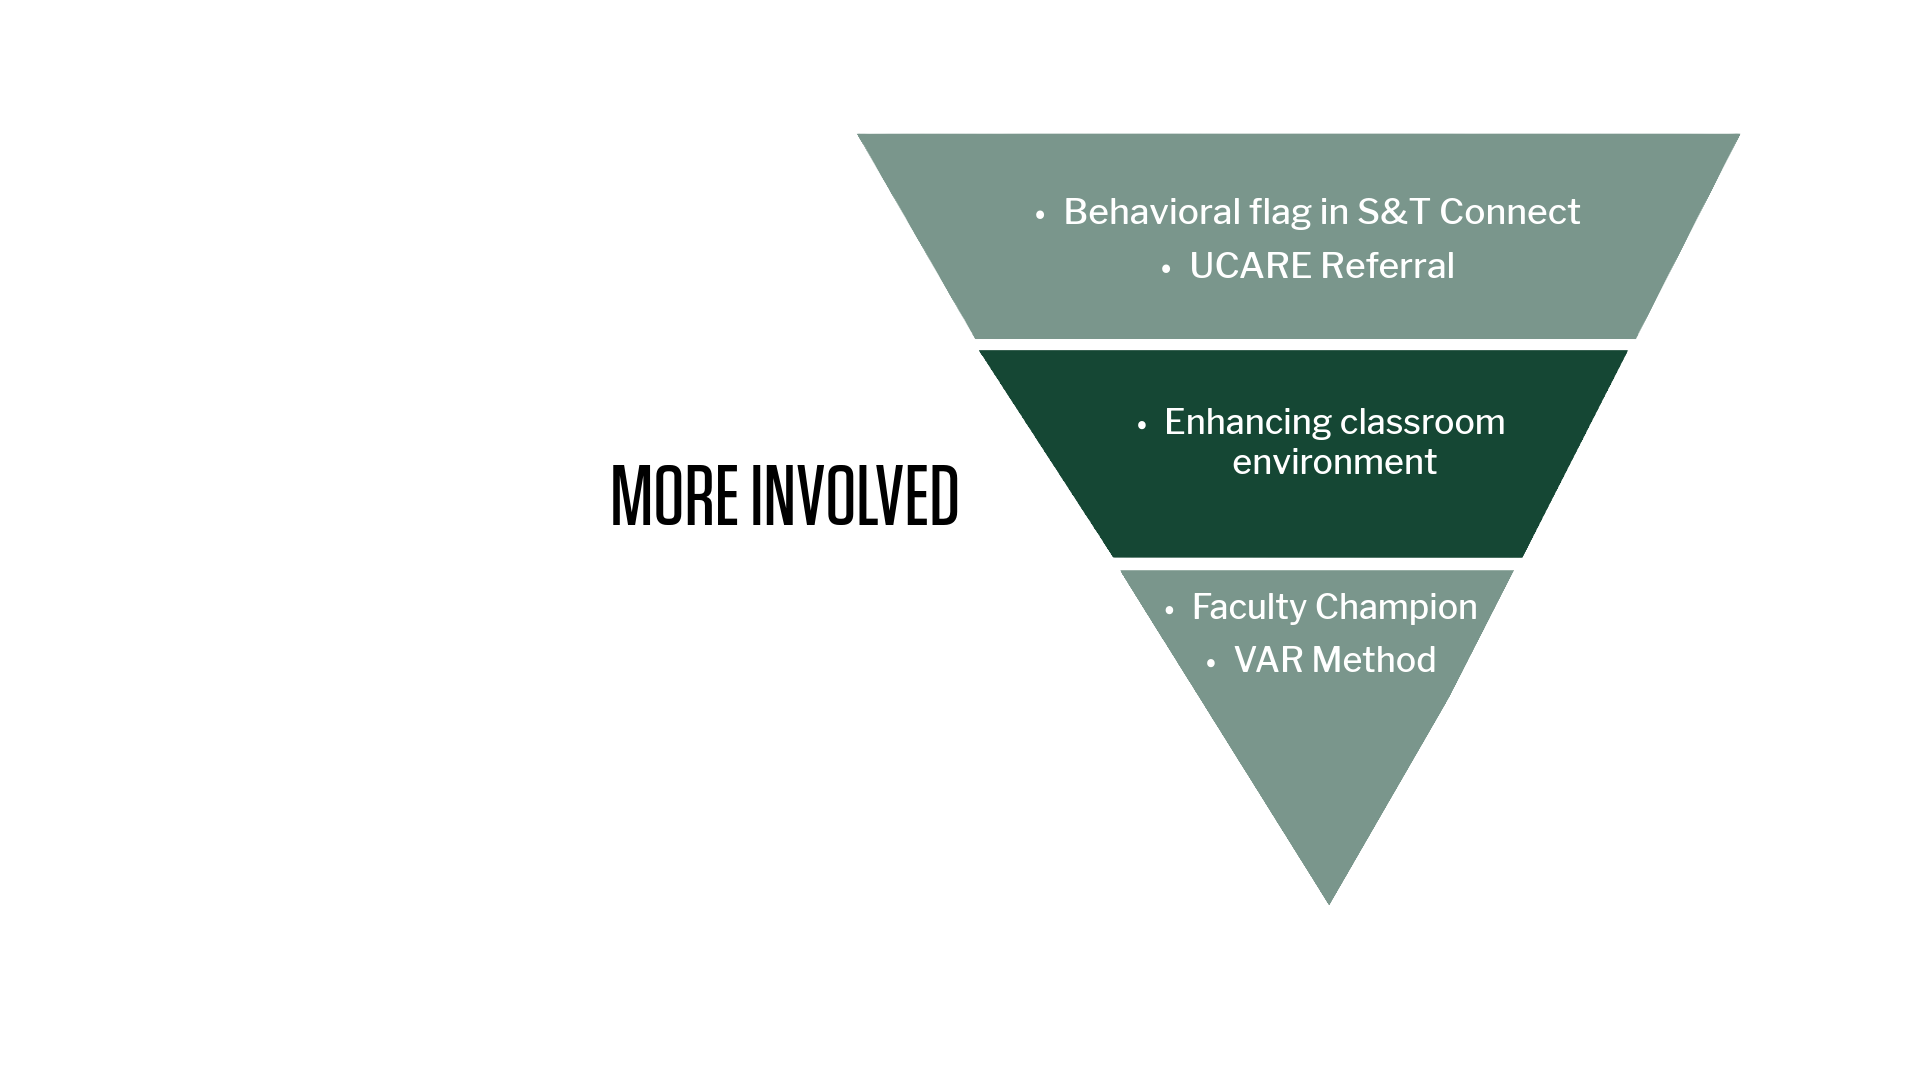 • Behavioral flag in S&T Connect
• UCARE Referral
• Enhancing classroom
environment
MORE INVOLVED
• Faculty Champion
• VAR Method